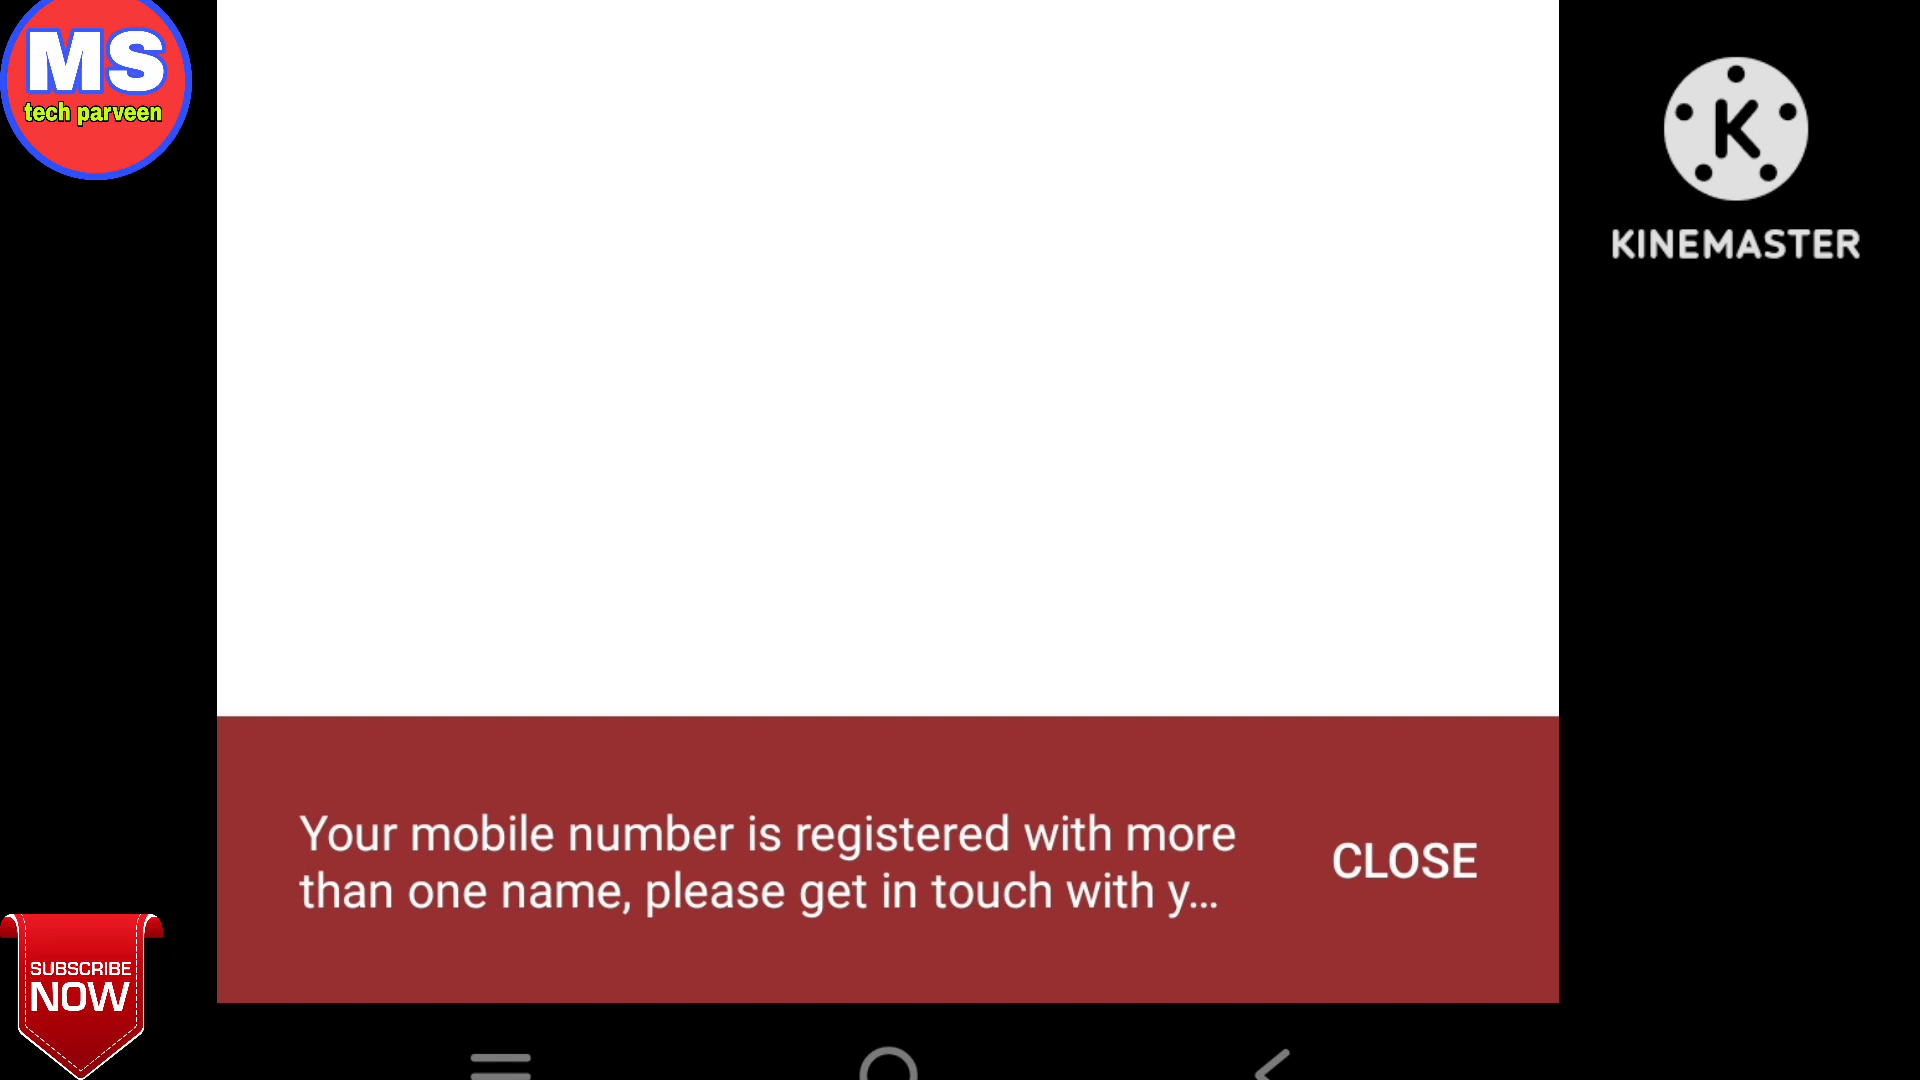 MS
tech parveen
K
KINEMASTER
Your mobile number is registered with more
than one name, please get in touch with y...
CLOSE
SUBSCRIBE
NOW